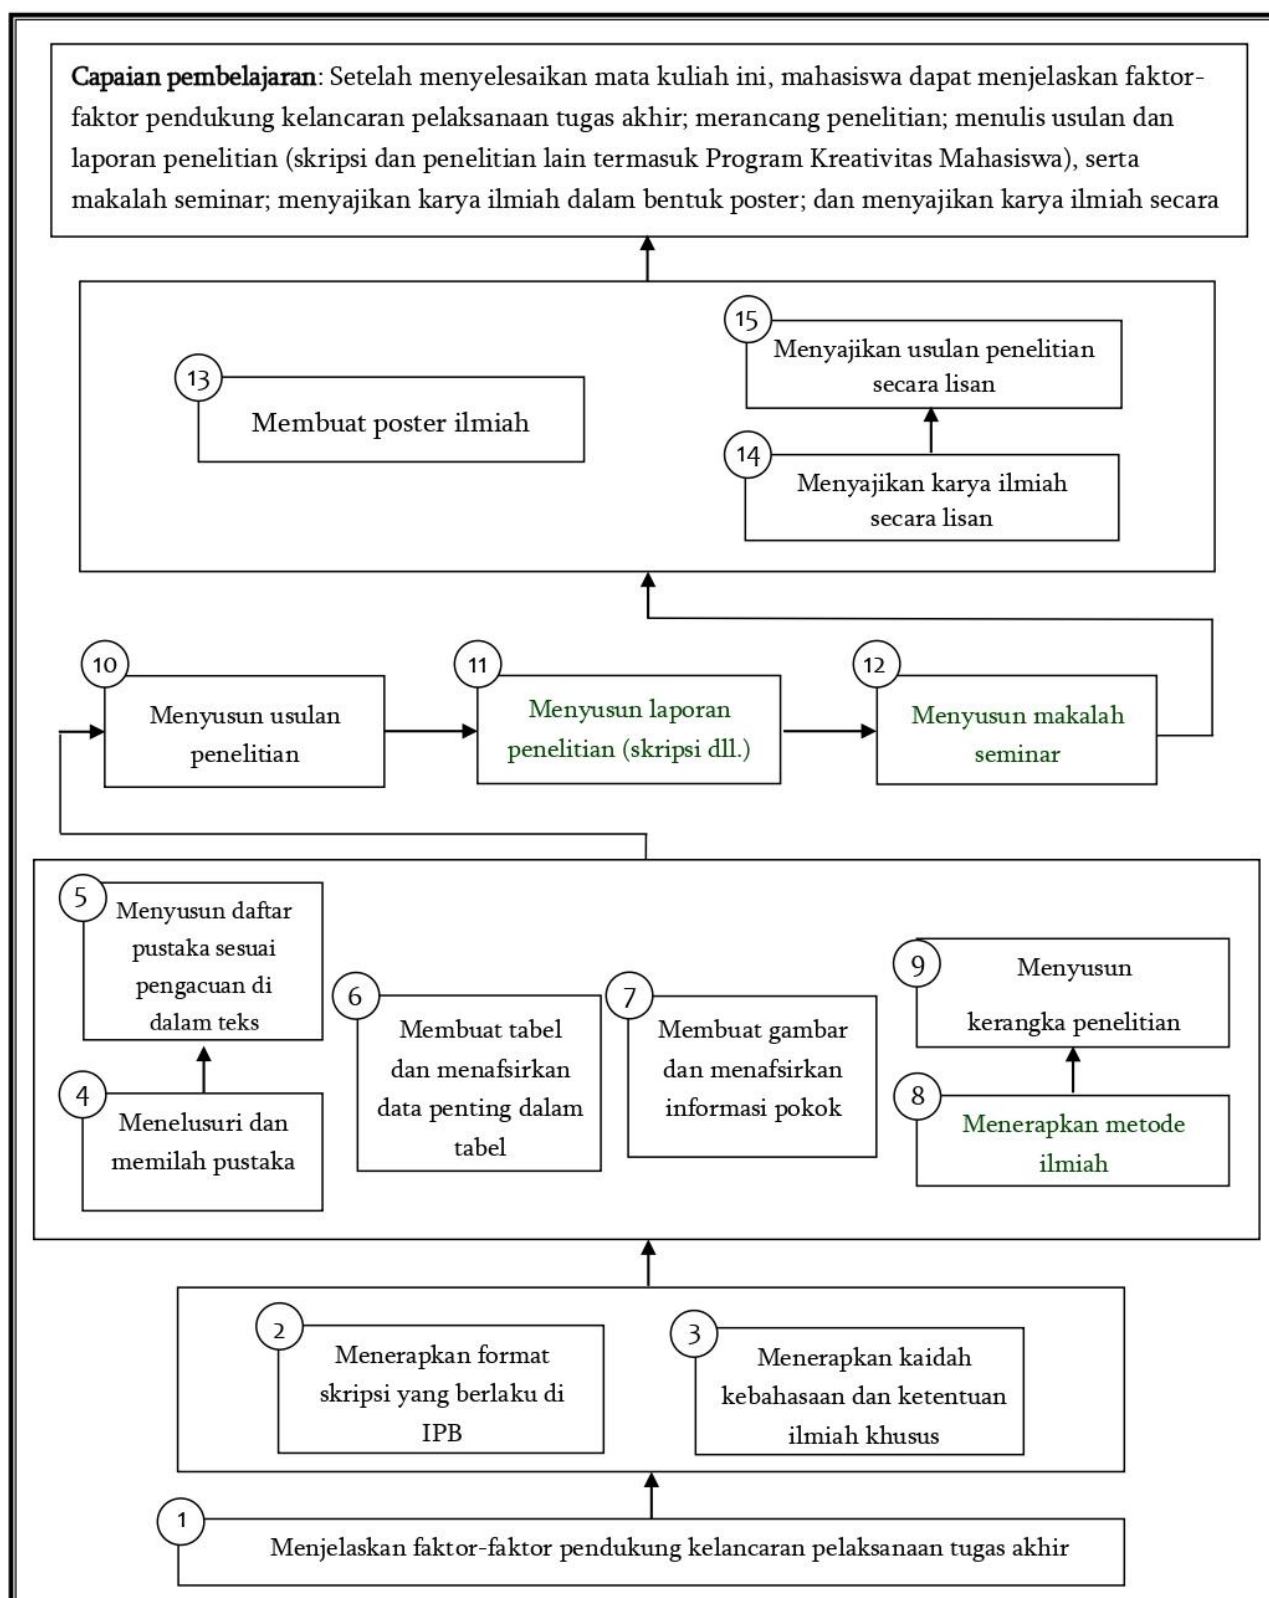 Capaian pembelajaran: Setelah menyelesaikan mata kuliah ini, mahasiswa dapat menjelaskan faktor-
faktor pendukung kelancaran pelaksanaan tugas akhir; merancang penelitian; menulis usulan dan
laporan penelitian (skripsi dan penelitian lain termasuk Program Kreativitas Mahasiswa), serta
makalah seminar; menyajikan karya ilmiah dalam bentuk poster; dan menyajikan karya ilmiah secara
13
Membuat poster ilmiah
15
Menyajikan usulan penelitian
secara lisan
14
Menyajikan karya ilmiah
secara lisan
10
Menyusun usulan
penelitian
11
Menyusun laporan
penelitian (skripsi dll.)
12
Menyusun makalah
seminar
5
Menyusun daftar
pustaka sesuai
pengacuan di
dalam teks
4
Menelusuri dan
memilah pustaka
6
Membuat tabel
dan menafsirkan
data penting dalam
tabel
7
Membuat gambar
dan menafsirkan
informasi pokok
9
Menyusun
kerangka penelitian
8
Menerapkan metode
ilmiah
2
Menerapkan format
skripsi yang berlaku di
IPB
3
Menerapkan kaidah
kebahasaan dan ketentuan
ilmiah khusus
1
Menjelaskan faktor-faktor pendukung kelancaran pelaksanaan tugas akhir